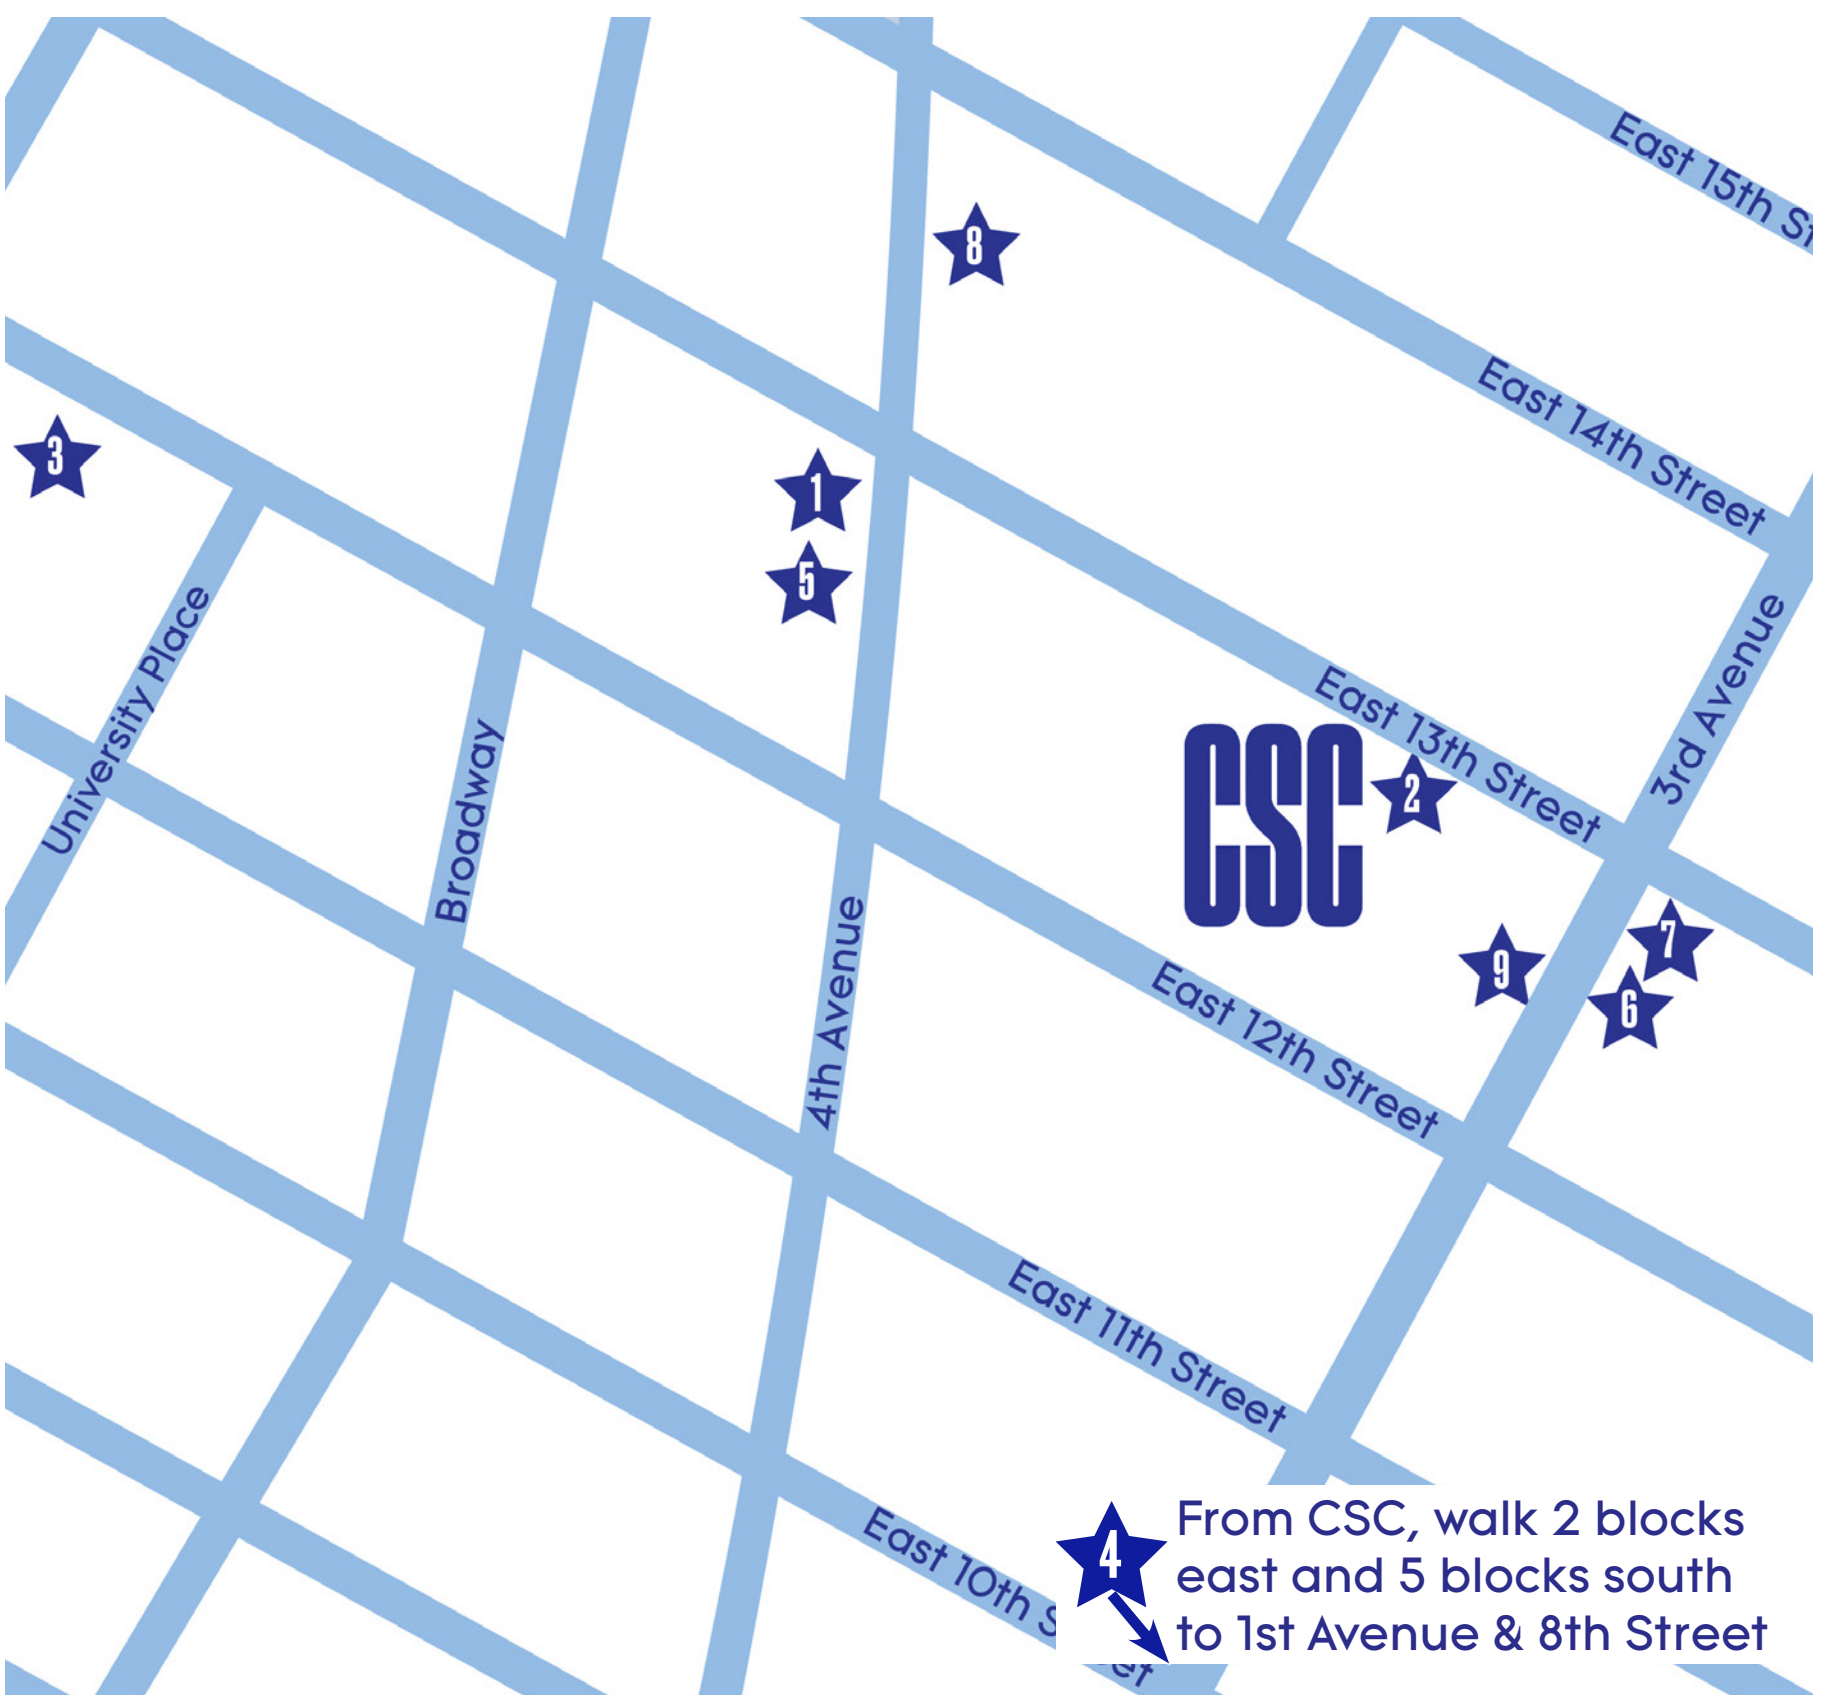 East 15th St
8
East 14th Street
3
1
5
University Place
3rd Avenue
East 13th Street
Broadway
CSC
2
4th Avenue
7
9
6
East 12th Street
East 11th Street
East 10th S
et
4
From CSC, walk 2 blocks
east and 5 blocks south
to 1st Avenue & 8th Street